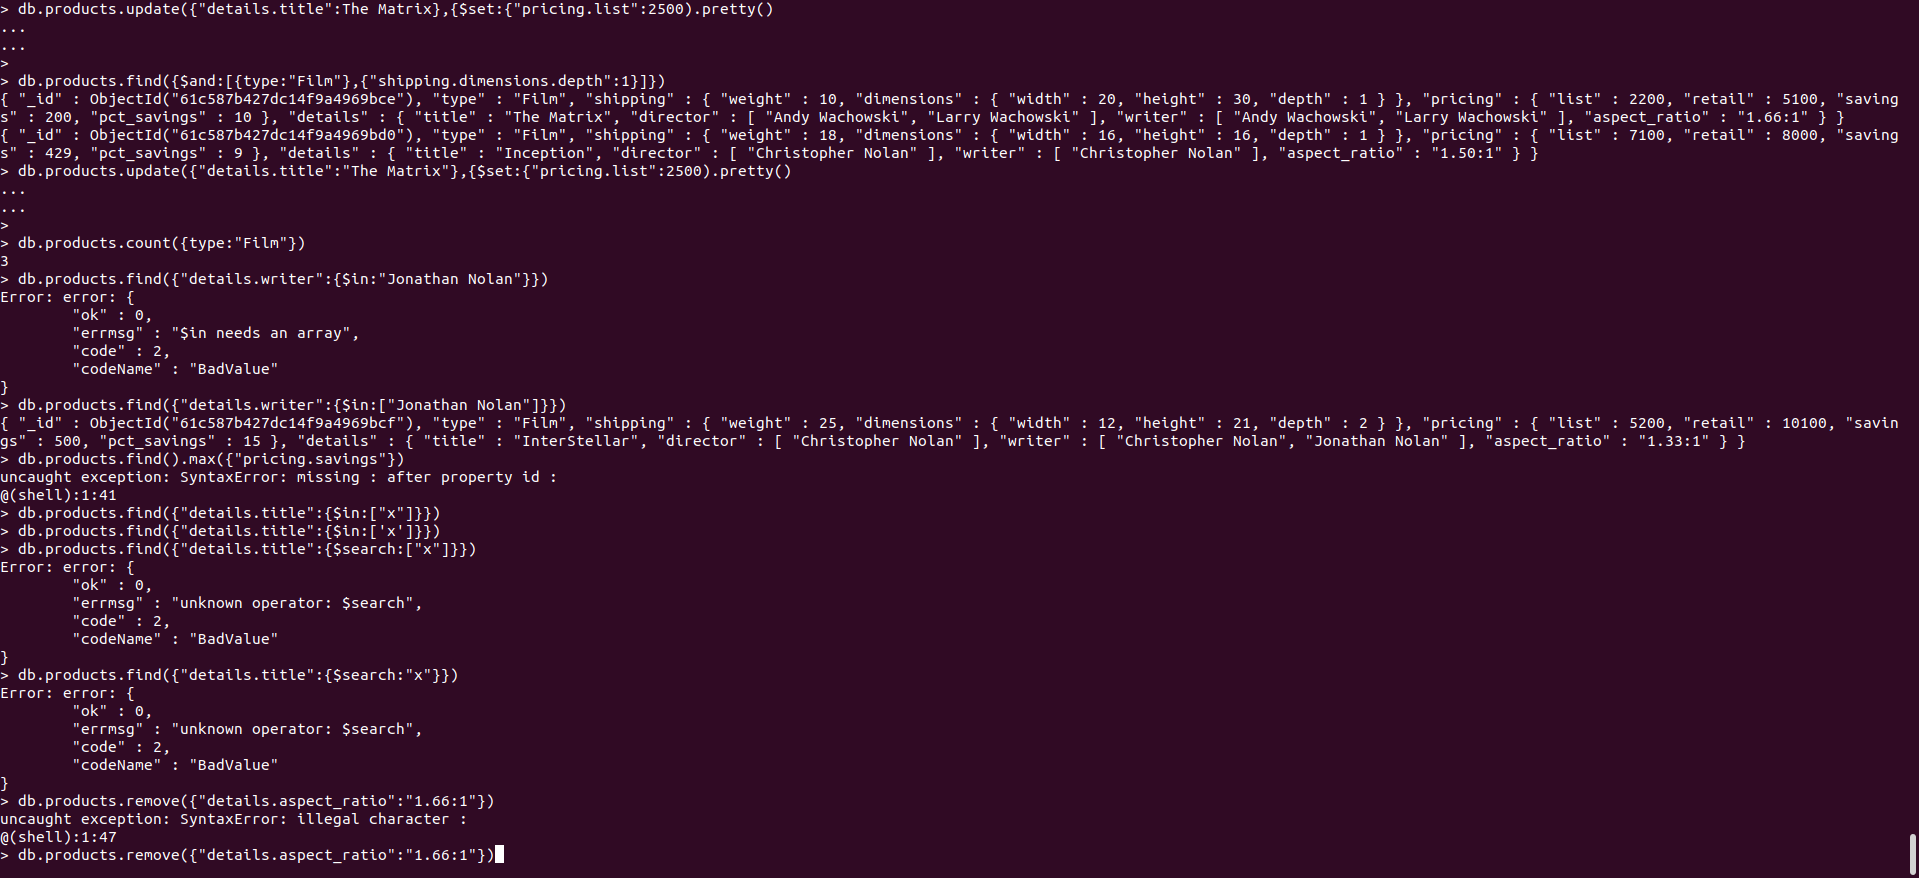 > db.products.update({"details.title":The Matrix},{$set:{"pricing.list":2500).pretty()
...
...
>
> db.products.find({$and:[{type:"Film"},{"shipping.dimensions.depth":1}]})
{ "_id" : ObjectId("61c587b427dc14f9a4969bce"), "type" : "Film", "shipping" : { "weight" : 10, "dimensions" : { "width" : 20, "height" : 30, "depth" : 1 } }, "pricing" : { "list" : 2200, "retail" : 5100, "saving
s" : 200, "pct_savings" : 10 }, "details" : { "title" : "The Matrix", "director" : [ "Andy Wachowski", "Larry Wachowski" ], "writer" : [ "Andy Wachowski", "Larry Wachowski" ], "aspect_ratio" : "1.66:1" } }
{ "_id" : ObjectId("61c587b427dc14f9a4969bd0"), "type" : "Film", "shipping" : { "weight" : 18, "dimensions" : { "width" : 16, "height" : 16, "depth" : 1 } }, "pricing" : { "list" : 7100, "retail" : 8000, "saving
s" : 429, "pct_savings" : 9 }, "details" : { "title" : "Inception", "director" : [ "Christopher Nolan" ], "writer" : [ "Christopher Nolan" ], "aspect_ratio" : "1.50:1" } }
> db.products.update({"details.title":"The Matrix"},{$set:{"pricing.list":2500).pretty()
...
...
>
> db.products.count({type:"Film"})
3
> db.products.find({"details.writer":{$in:"Jonathan Nolan"}})
Error: error: {
"ok" : 0,
"errmsg" : "$in needs an array",
"code" : 2,
"codeName" : "BadValue"
}
> db.products.find({"details.writer":{$in:["Jonathan Nolan"]}})
{ "_id" : ObjectId("61c587b427dc14f9a4969bcf"), "type" : "Film", "shipping" : { "weight" : 25, "dimensions" : { "width" : 12, "height" : 21, "depth" : 2 } }, "pricing" : { "list" : 5200, "retail" : 10100, "savin
gs" : 500, "pct_savings" : 15 }, "details" : { "title" : "InterStellar", "director" : [ "Christopher Nolan" ], "writer" : [ "Christopher Nolan", "Jonathan Nolan" ], "aspect_ratio" : "1.33:1" } }
> db.products.find().max({"pricing.savings"})
uncaught exception: SyntaxError: missing : after property id :
@(shell):1:41
> db.products.find({"details.title":{$in:["x"]}})
> db.products.find({"details.title":{$in:['x']}})
> db.products.find({"details.title":{$search:["x"]}})
Error: error: {
"ok" : 0,
"errmsg" : "unknown operator: $search",
"code" : 2,
"codeName" : "BadValue"
}
> db.products.find({"details.title":{$search:"x"}})
Error: error: {
"ok" : 0,
"errmsg" : "unknown operator: $search",
"code" : 2,
"codeName" : "BadValue"
}
> db.products.remove({"details.aspect_ratio":"1.66:1"})
uncaught exception: SyntaxError: illegal character :
@(shell):1:47
> db.products.remove({"details.aspect_ratio":"1.66:1"})